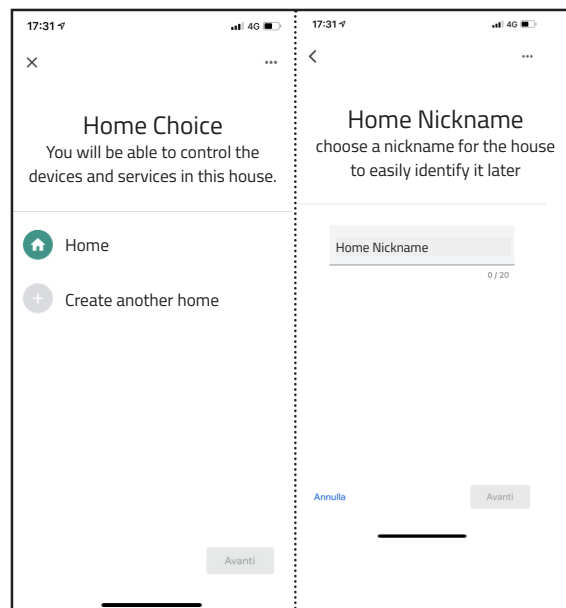 17:31
4G
Home Choice
You will be able to control the
devices and services in this house.
Home
Create another home
Avanti
17:31
4G
Home Nickname
choose a nickname for the house
to easily identify it later
Home Nickname
0 / 20
Annulla
Avanti